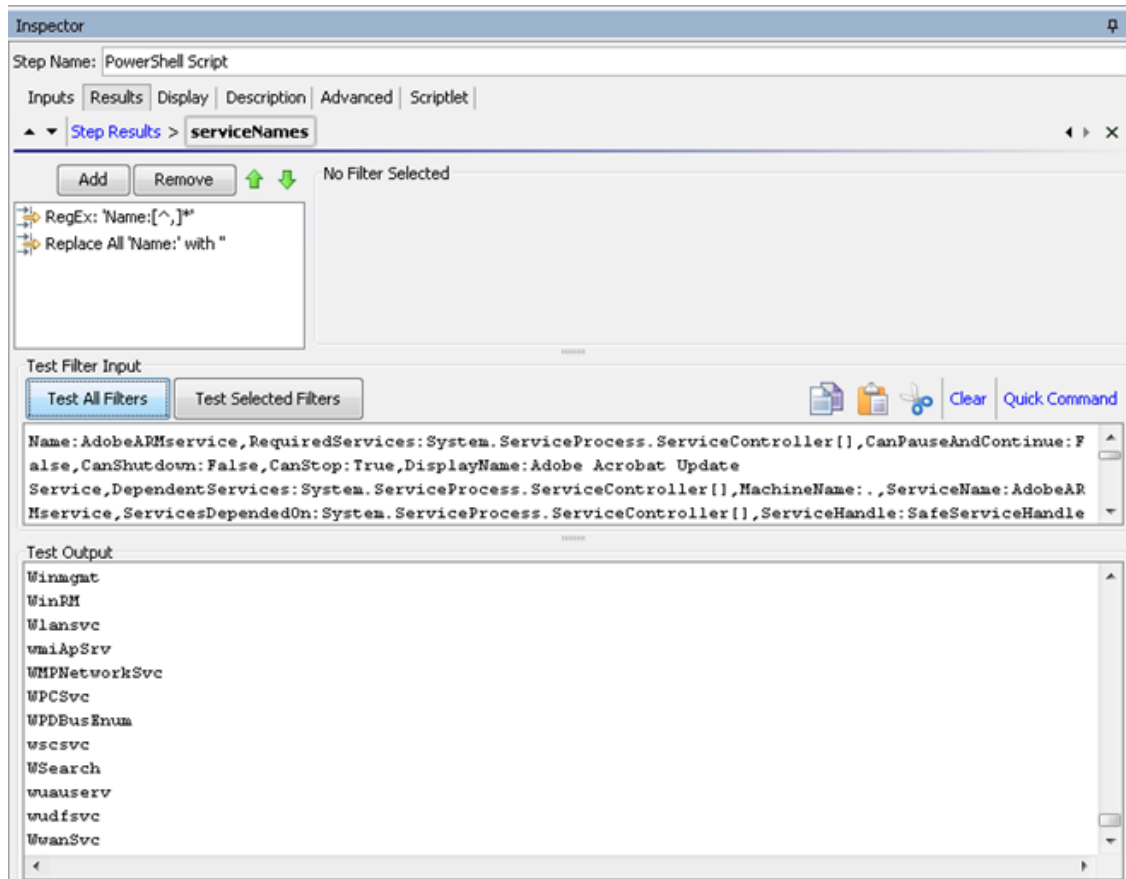 Inspector
Step Name: PowerShell Script
Inputs Results Display Description Advanced Scriptlet
Step Results > serviceNames
Add Remove
No Filter Selected
RegEx: 'Name:[^,]*'
Replace All 'Name:' with ''
Test Filter Input
Test All Filters Test Selected Filters Clear Quick Command
Name:AdobeARMservice,RequiredServices:System.ServiceProcess.ServiceController[],CanPauseAndContinue:F
alse,CanShutdown:False,CanStop:True,DisplayName:Adobe Acrobat Update
Service,DependentServices:System.ServiceProcess.ServiceController[],MachineName:.,ServiceName:AdobeAR
Mservice,ServicesDependedOn:System.ServiceProcess.ServiceController[],ServiceHandle:SafeServiceHandle
Test Output
Winmgmt
WinRM
Wlansvc
wmiApSrv
WMPNetworkSvc
WPCSvc
WPDBusEnum
wscsvc
WSearch
wuauserv
wudfsvc
WwanSvc